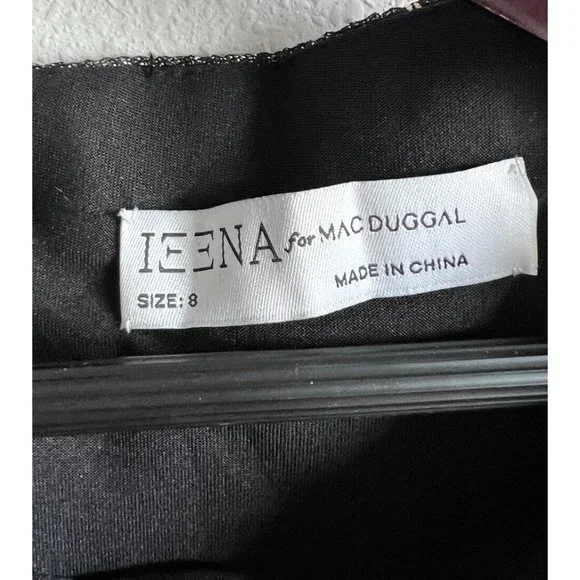 IEENA for MAC DUGGAL
SIZE: 8
MADE IN CHINA